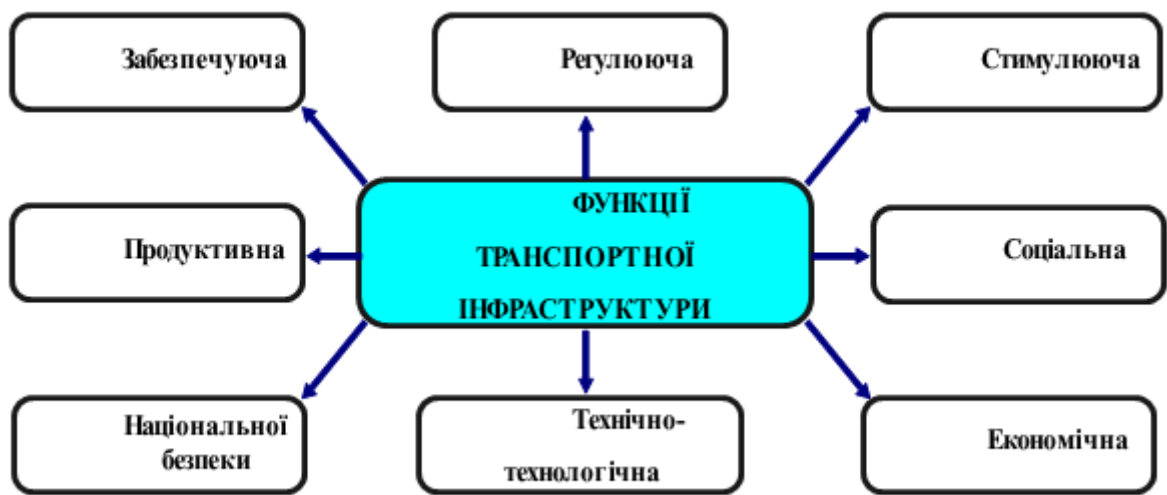 Забезпечуюча
Регулююча
Стимулююча
ФУНКЦІЇ
ТРАНСПОРТНОЇ
ІНФРАСТРУКТУРИ
Продуктивна
Соціальна
Національної
безпеки
Технічно-
технологічна
Економічна